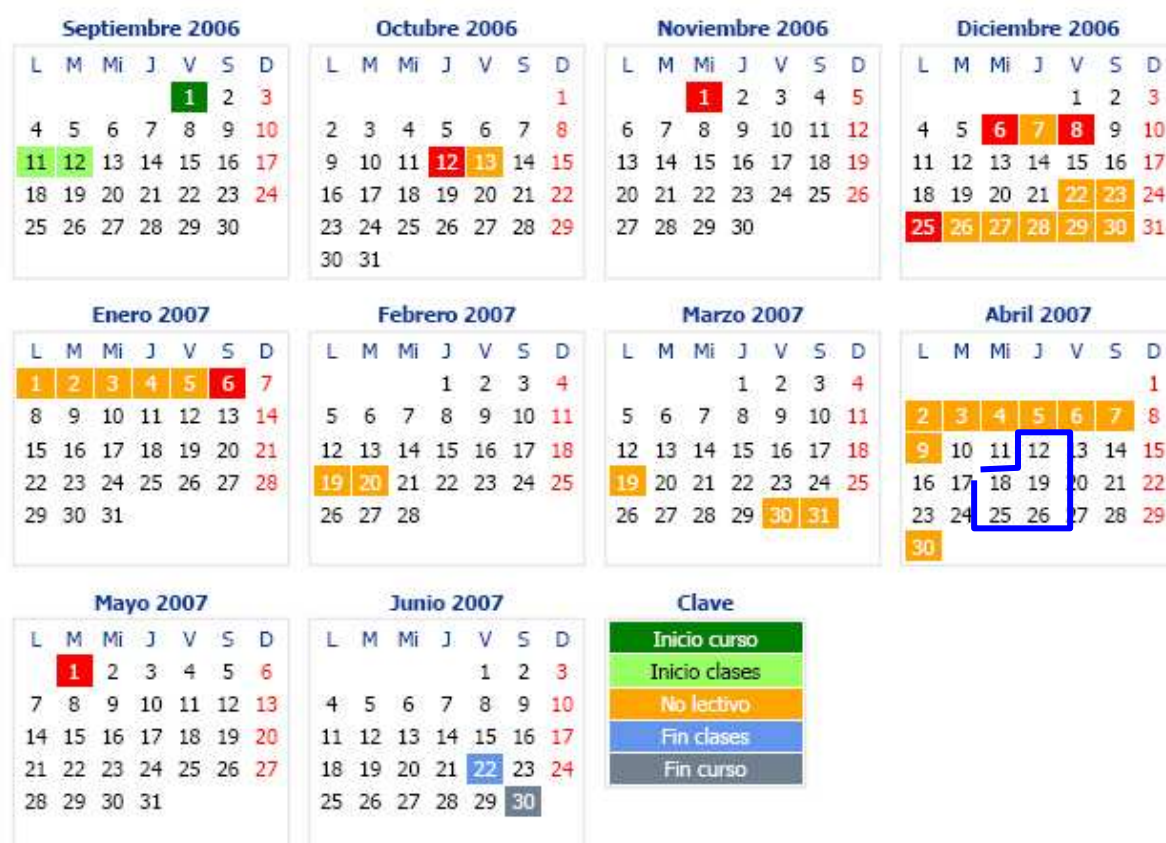 Septiembre 2006
L M Mi J V S D
1 2 3
4 5 6 7 8 9 10
11 12 13 14 15 16 17
18 19 20 21 22 23 24
25 26 27 28 29 30
Octubre 2006
L M Mi J V S D
1
2 3 4 5 6 7 8
9 10 11 12 13 14 15
16 17 18 19 20 21 22
23 24 25 26 27 28 29
30 31
Noviembre 2006
L M Mi J V S D
1 2 3 4 5
6 7 8 9 10 11 12
13 14 15 16 17 18 19
20 21 22 23 24 25 26
27 28 29 30
Diciembre 2006
L M Mi J V S D
1 2 3
4 5 6 7 8 9 10
11 12 13 14 15 16 17
18 19 20 21 22 23 24
25 26 27 28 29 30 31
Enero 2007
L M Mi J V S D
1 2 3 4 5 6 7
8 9 10 11 12 13 14
15 16 17 18 19 20 21
22 23 24 25 26 27 28
29 30 31
Febrero 2007
L M Mi J V S D
1 2 3 4
5 6 7 8 9 10 11
12 13 14 15 16 17 18
19 20 21 22 23 24 25
26 27 28
Marzo 2007
L M Mi J V S D
1 2 3 4
5 6 7 8 9 10 11
12 13 14 15 16 17 18
19 20 21 22 23 24 25
26 27 28 29 30 31
Abril 2007
L M Mi J V S D
1
2 3 4 5 6 7 8
9 10 11 12 13 14 15
16 17 18 19 20 21 22
23 24 25 26 27 28 29
30
Mayo 2007
L M Mi J V S D
1 2 3 4 5 6
7 8 9 10 11 12 13
14 15 16 17 18 19 20
21 22 23 24 25 26 27
28 29 30 31
Junio 2007
L M Mi J V S D
1 2 3
4 5 6 7 8 9 10
11 12 13 14 15 16 17
18 19 20 21 22 23 24
25 26 27 28 29 30
Clave
Inicio curso
Inicio clases
No lectivo
Fin clases
Fin curso